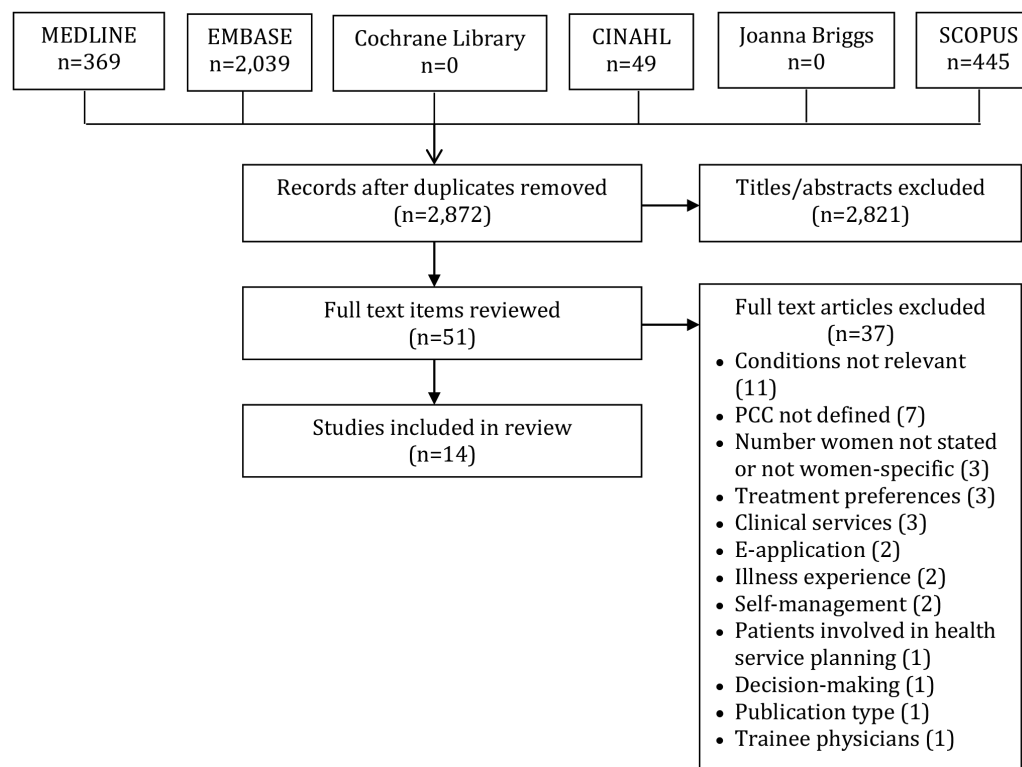 MEDLINE
n=369
EMBASE
n=2,039
Cochrane Library
n=0
CINAHL
n=49
Joanna Briggs
n=0
SCOPUS
n=445
Records after duplicates removed
(n=2,872)
Titles/abstracts excluded
(n=2,821)
Full text items reviewed
(n=51)
Full text articles excluded
(n=37)
• Conditions not relevant
(11)
• PCC not defined (7)
• Number women not stated
or not women-specific (3)
• Treatment preferences (3)
• Clinical services (3)
• E-application (2)
• Illness experience (2)
• Self-management (2)
• Patients involved in health
service planning (1)
• Decision-making (1)
• Publication type (1)
• Trainee physicians (1)
Studies included in review
(n=14)